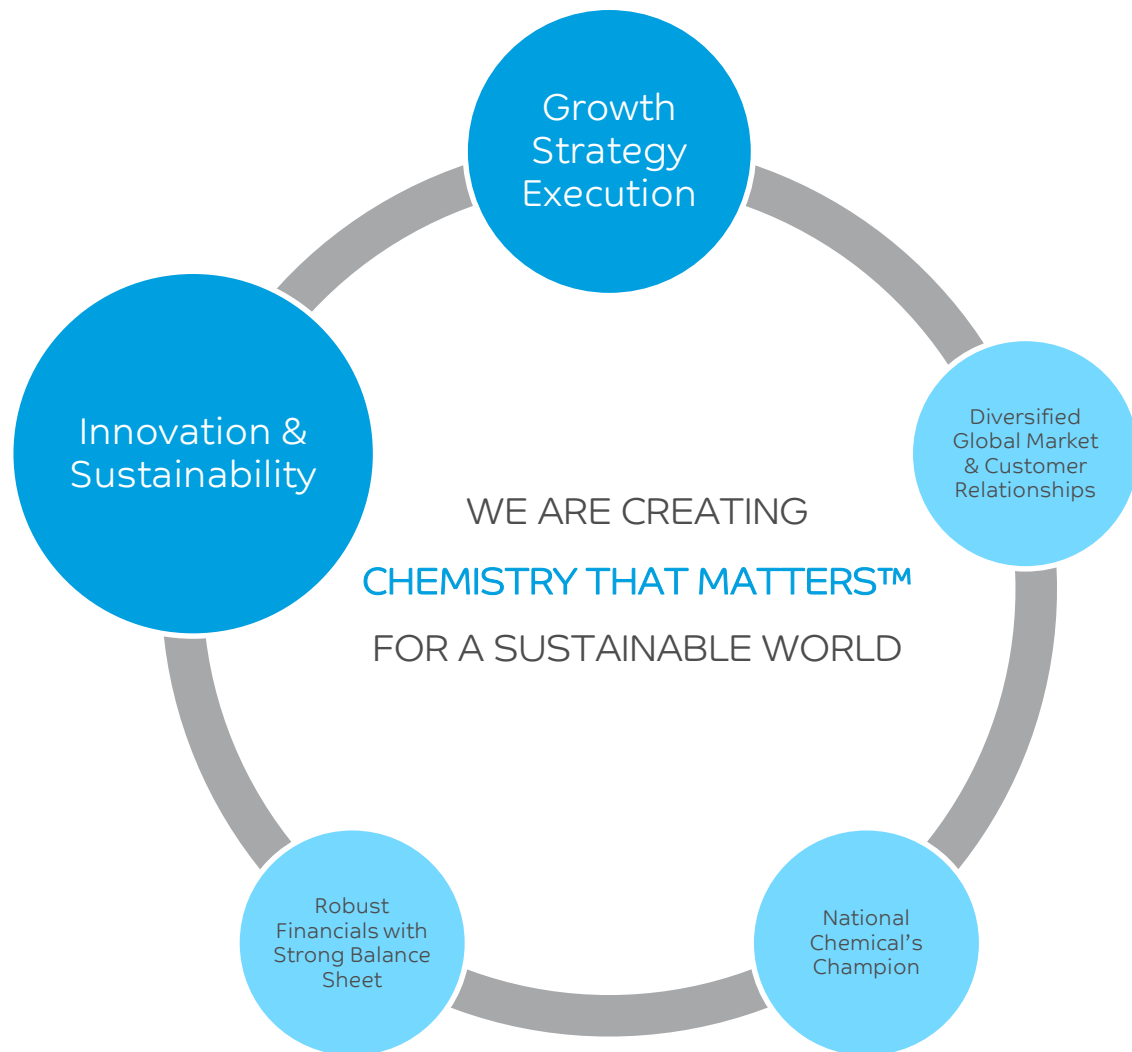 Growth
Strategy
Execution
Innovation &
Sustainability
Diversified
Global Market
& Customer
Relationships
WE ARE CREATING
CHEMISTRY THAT MATTERS™
FOR A SUSTAINABLE WORLD
Robust
Financials with
Strong Balance
Sheet
National
Chemical’s
Champion